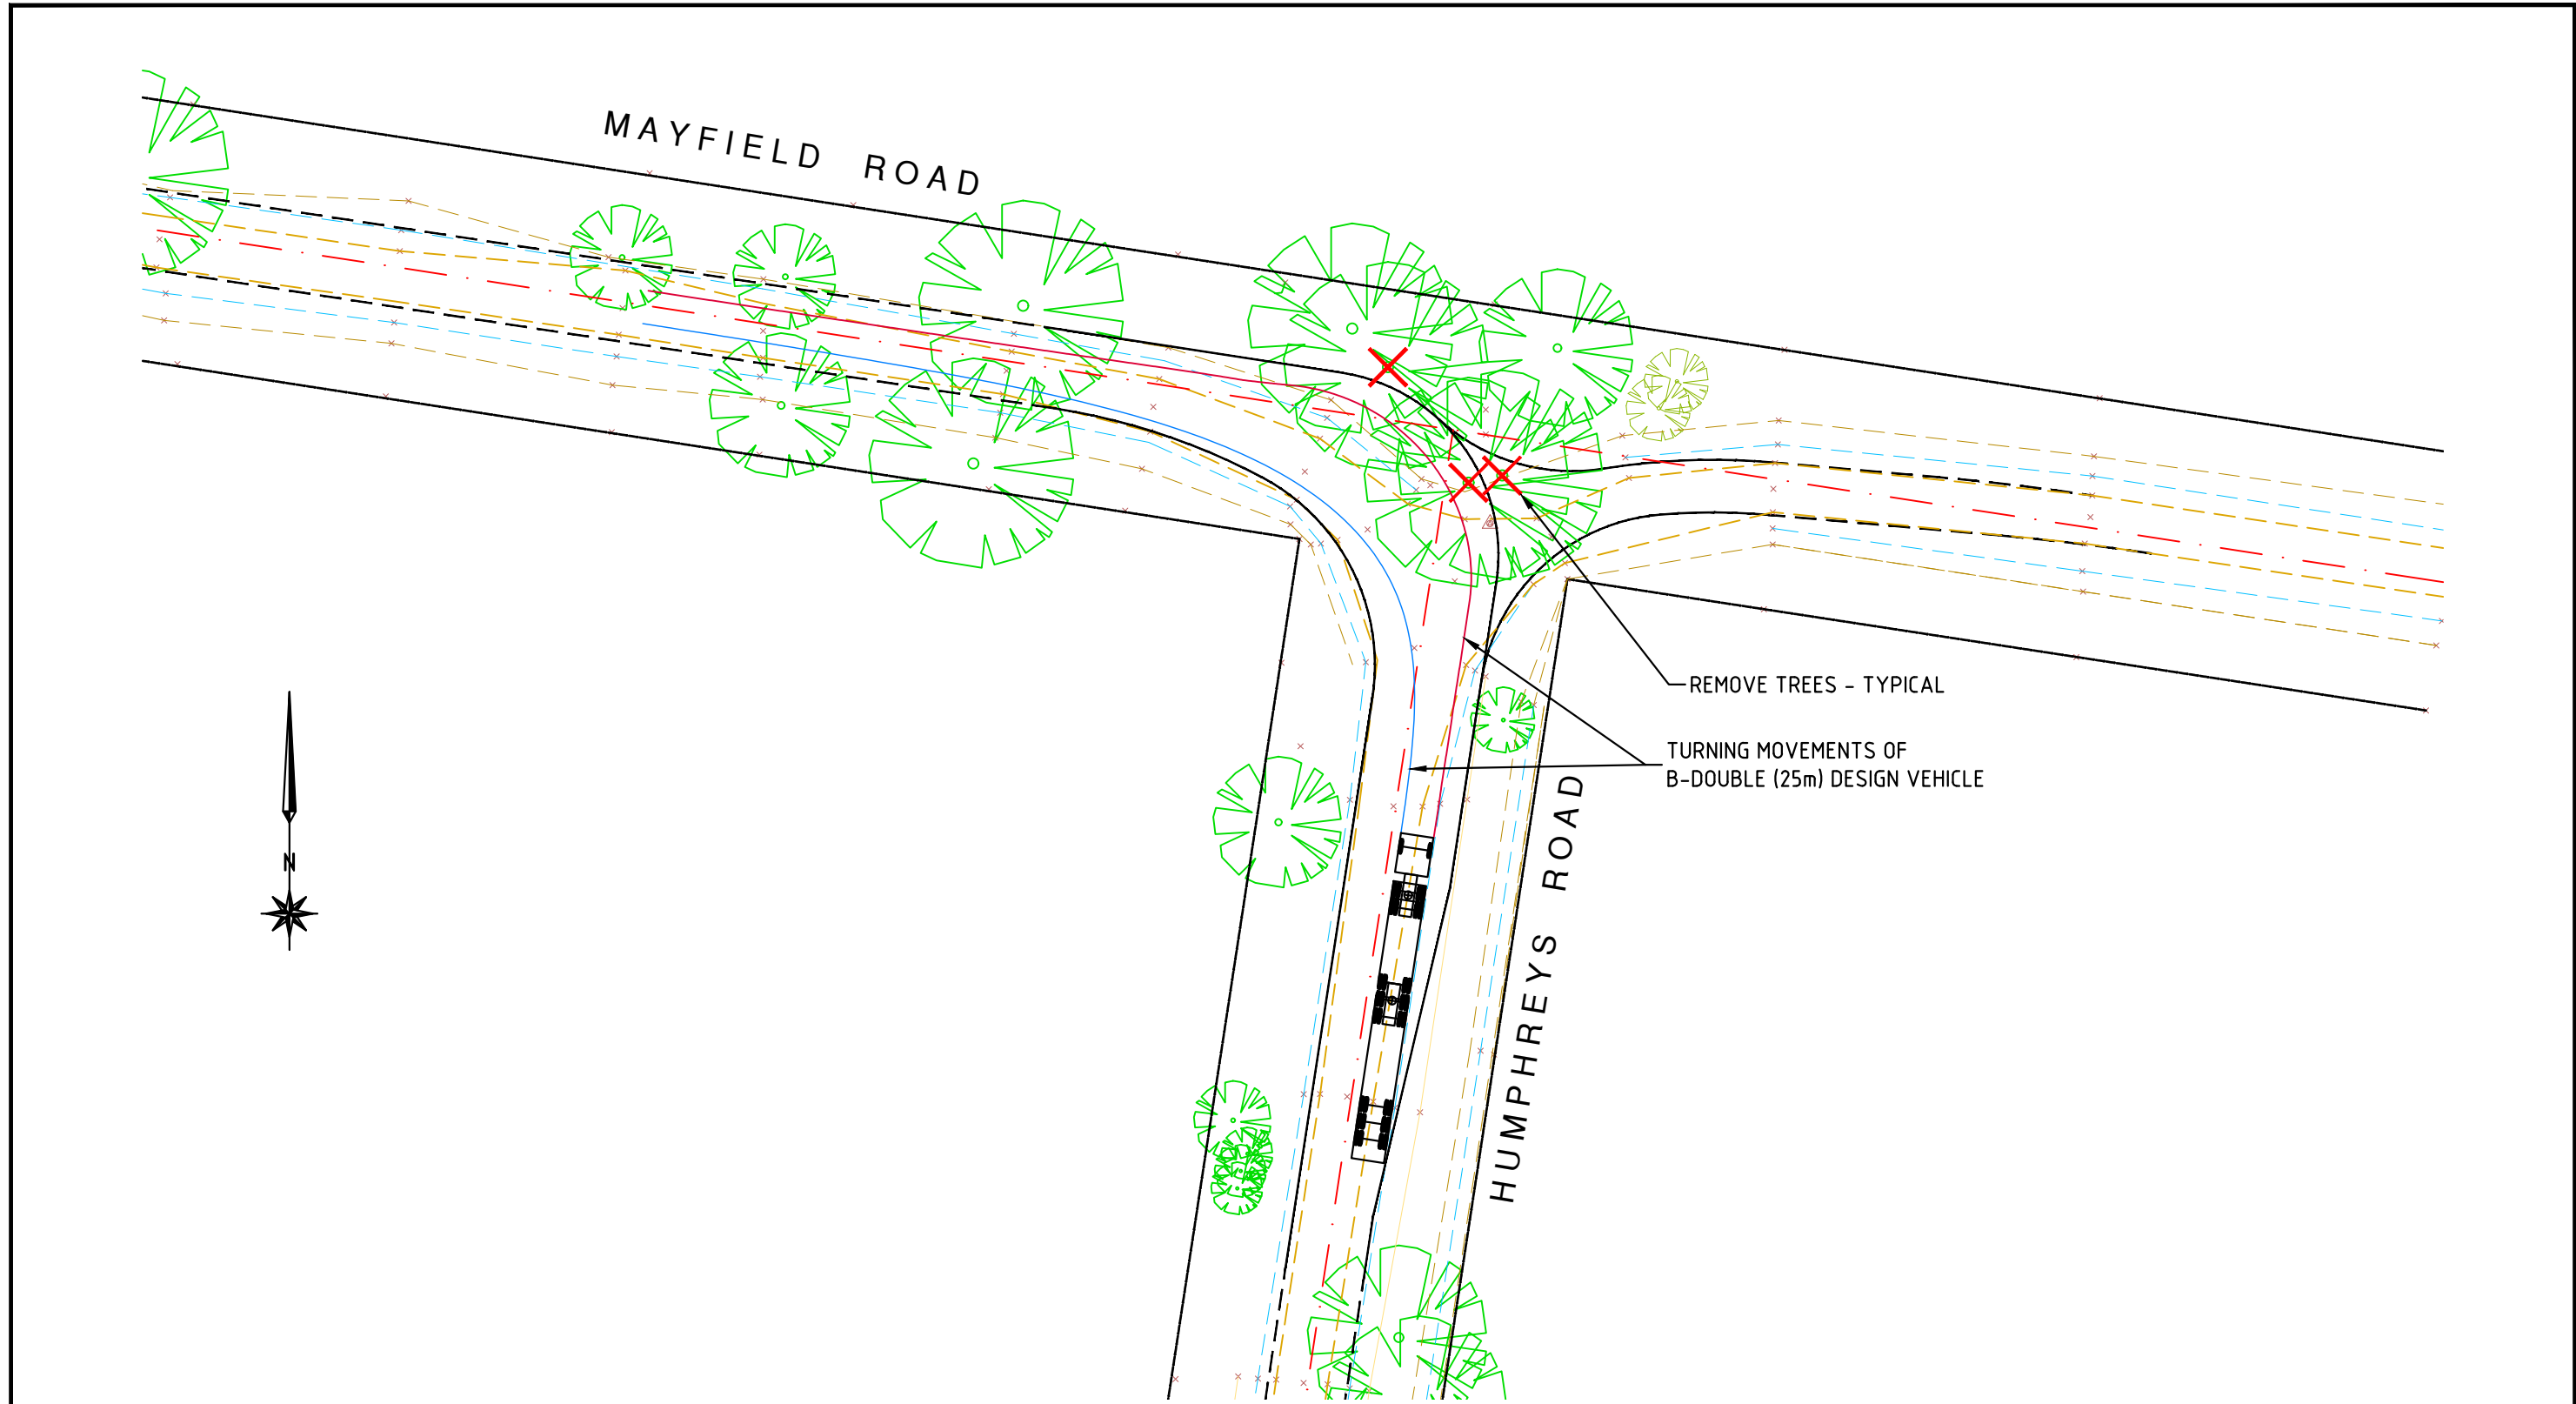 MAYFIELD ROAD
REMOVE TREES - TYPICAL
TURNING MOVEMENTS OF
B-DOUBLE (25m) DESIGN VEHICLE
HUMPHREYS ROAD
N